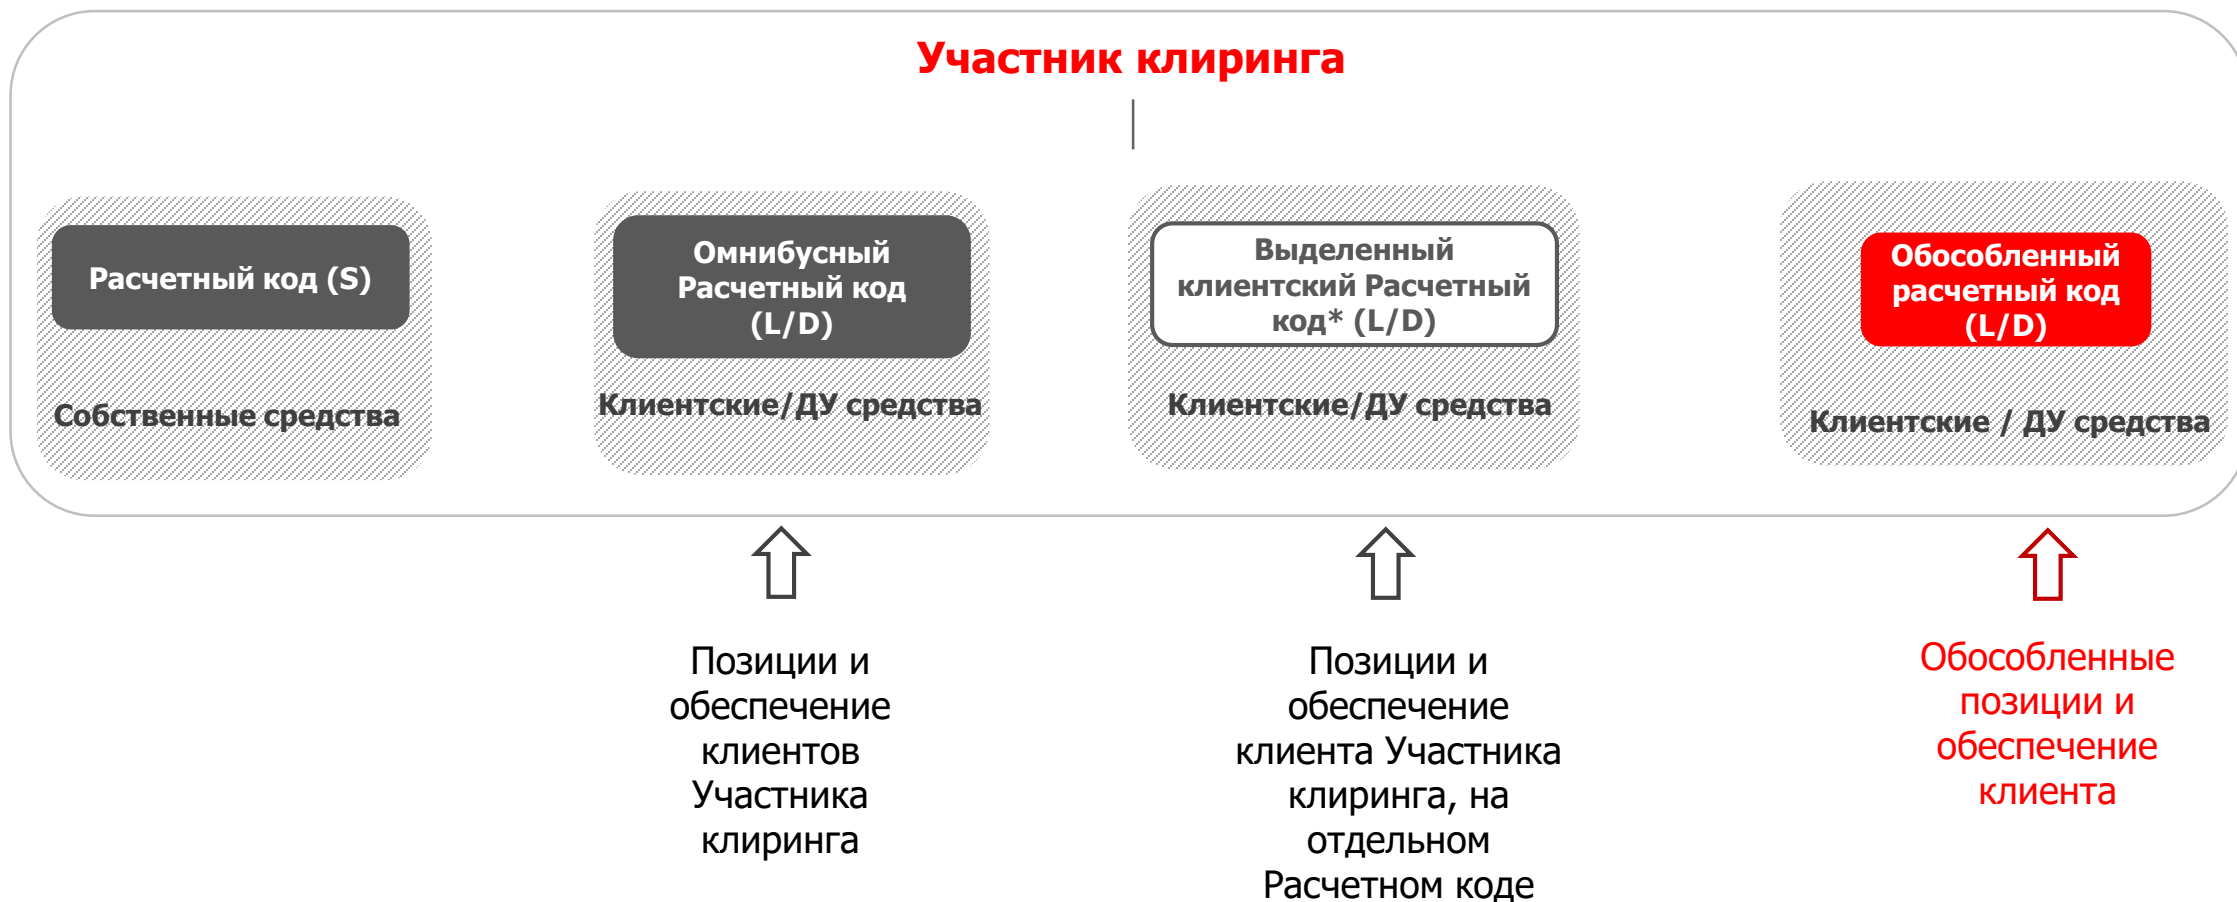 Участник клиринга
Расчетный код (S)
Собственные средства
Омнибусный
Расчетный код
(L/D)
Клиентские/ДУ средства
Выделенный
клиентский Расчетный
код* (L/D)
Клиентские/ДУ средства
Обособленный
расчетный код
(L/D)
Клиентские / ДУ средства
Позиции и
обеспечение
клиентов
Участника
клиринга
Позиции и
обеспечение
клиента Участника
клиринга, на
отдельном
Расчетном коде
Обособленные
позиции и
обеспечение
клиента